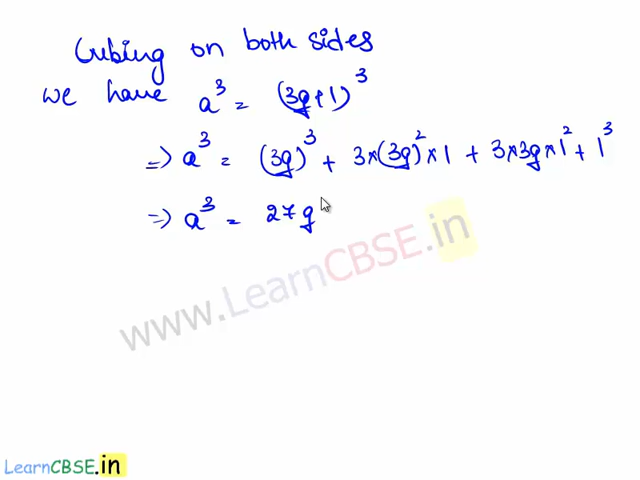 Cubing on both sides
we have a³ = (3q+1)³
=> a³ = (3q)³ + 3×(3q)²×1 + 3×3q×1² + 1³
=> a³ = 27q
www.LearnCBSE.in
LearnCBSE.in